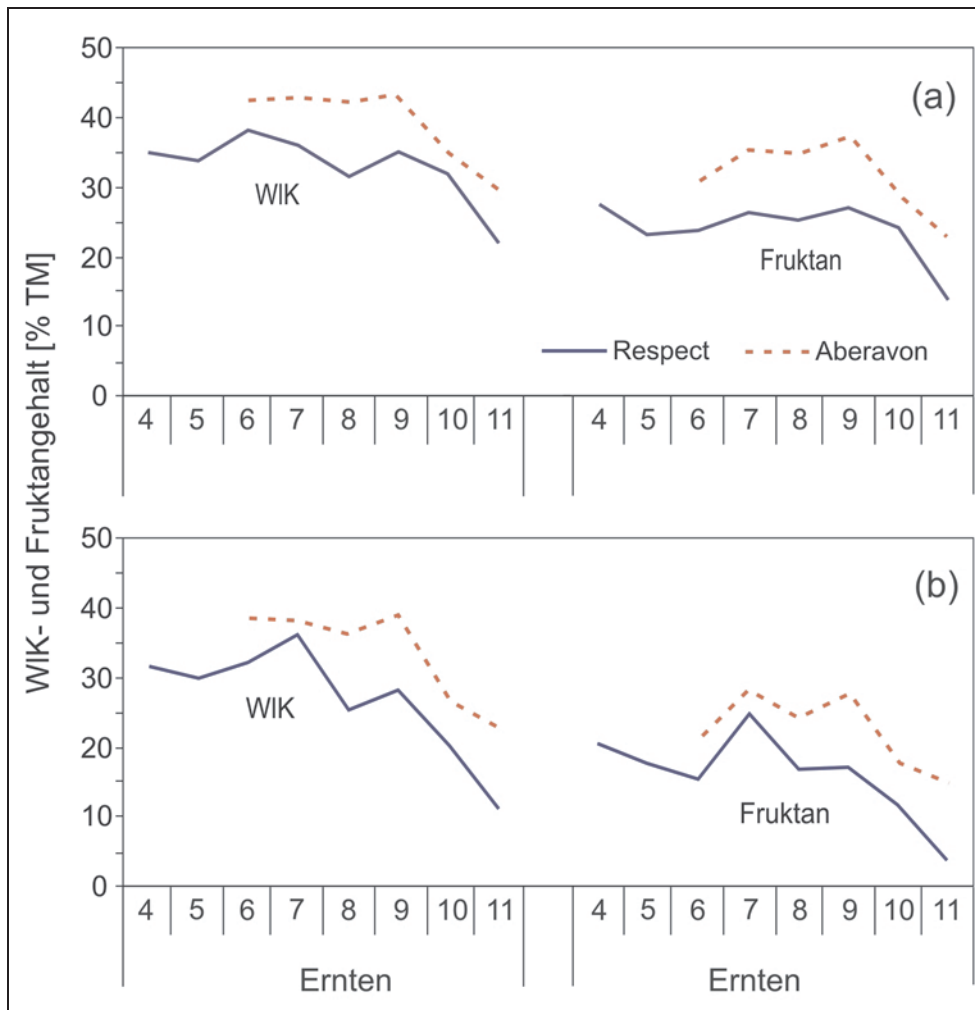 WIK- und Fruktangehalt [% TM]
50
40
30
20
10
0
(a)
WIK
Fruktan
Respect
Aberavon
4 5 6 7 8 9 10 11
4 5 6 7 8 9 10 11
50
40
30
20
10
0
(b)
WIK
Fruktan
4 5 6 7 8 9 10 11
4 5 6 7 8 9 10 11
Ernten
Ernten